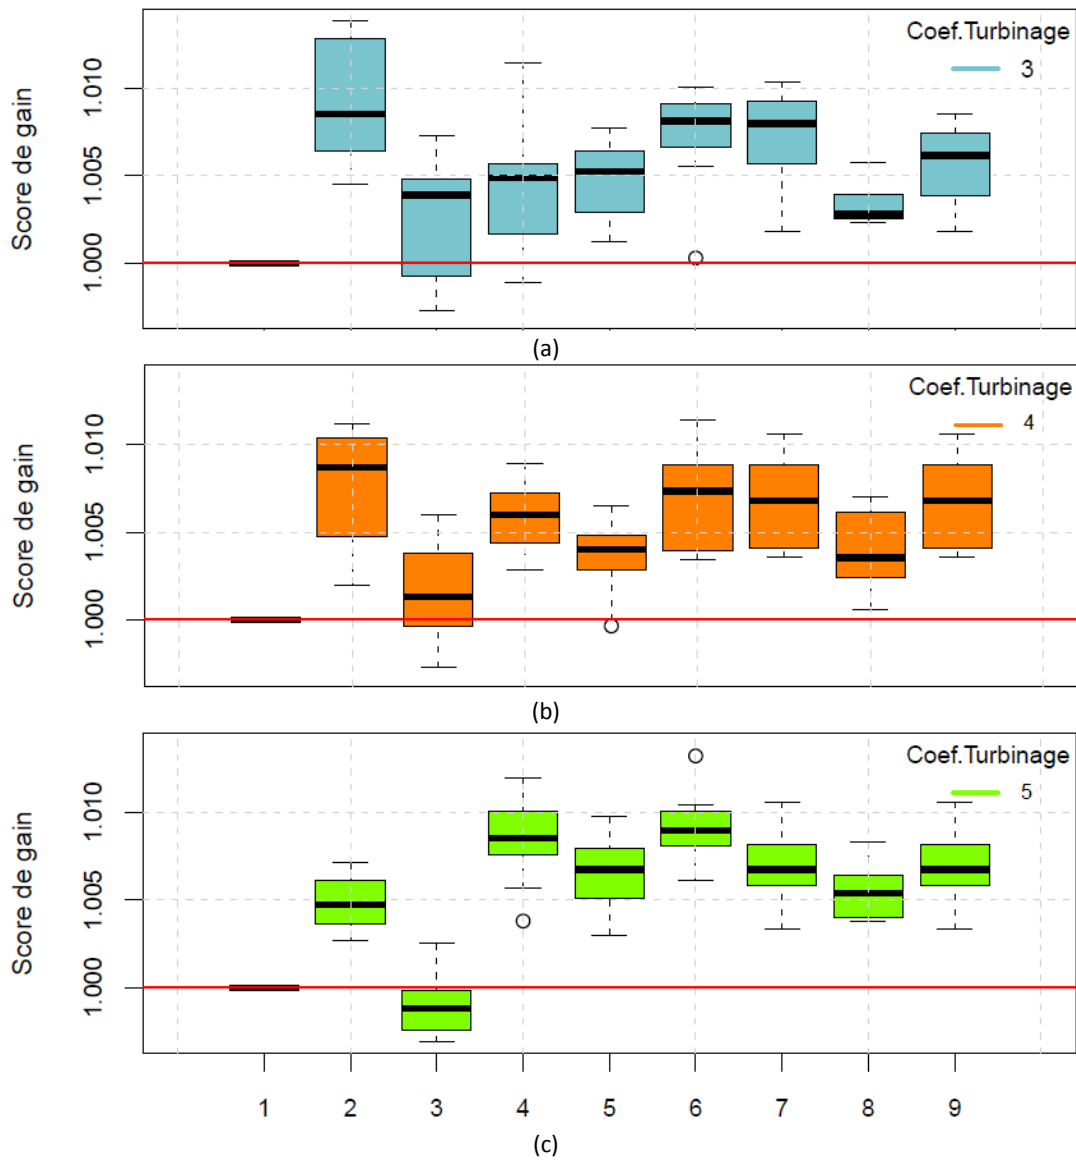 Coef.Turbinage
3
Score de gain
1.010
1.005
1.000
(a)
Coef.Turbinage
4
Score de gain
1.010
1.005
1.000
(b)
Coef.Turbinage
5
Score de gain
1.010
1.005
1.000
1 2 3 4 5 6 7 8 9
(c)